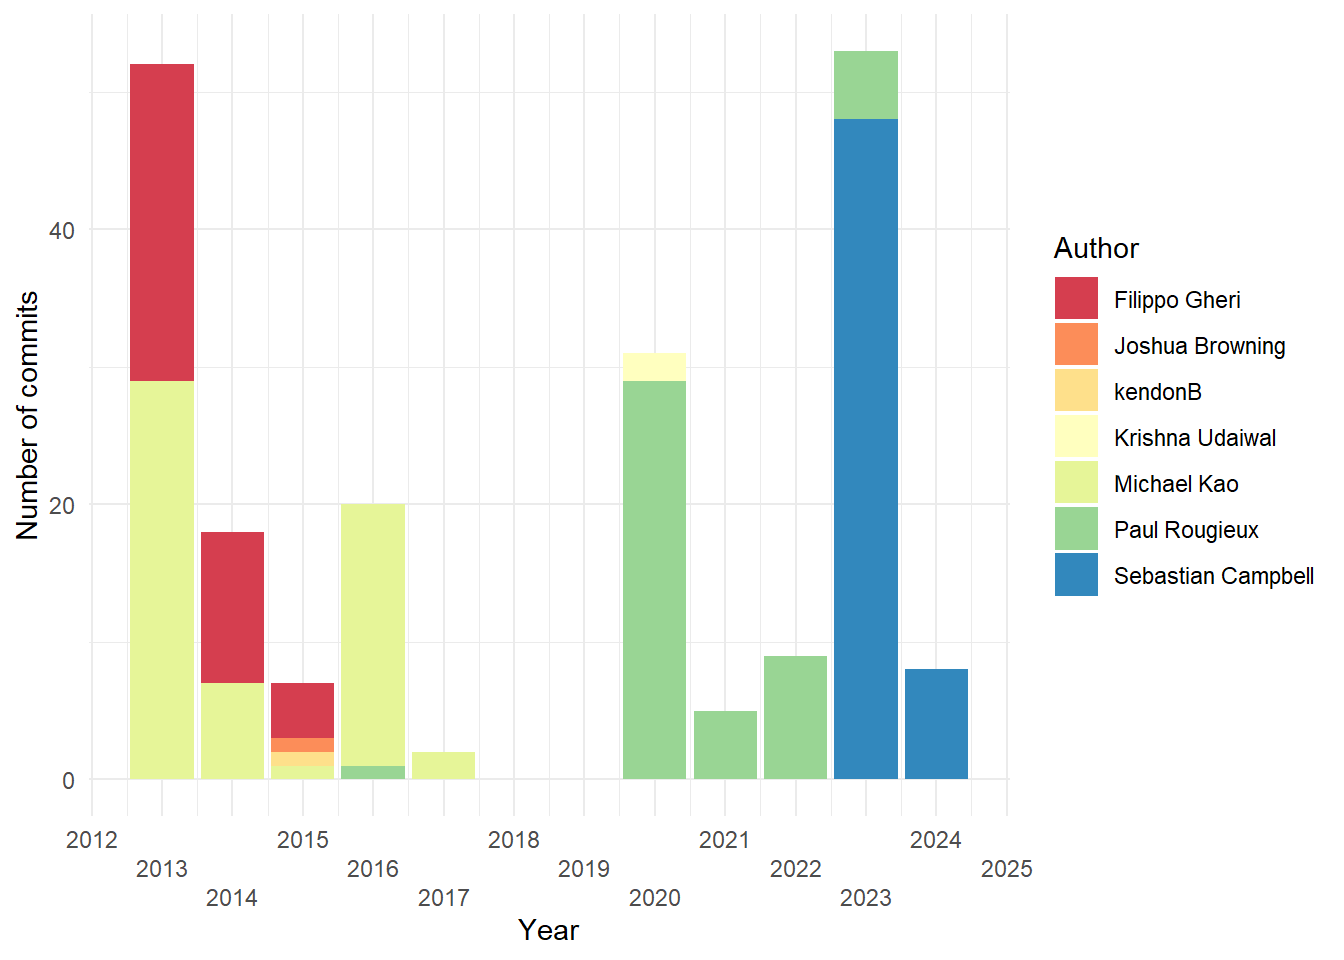 40
20
0
Number of commits
2012
2013
2014
2015
2016
2017
2018
2019
2020
2021
2022
2023
2024
2025
Year
Author
Filippo Gheri
Joshua Browning
kendonB
Krishna Udaiwal
Michael Kao
Paul Rougieux
Sebastian Campbell